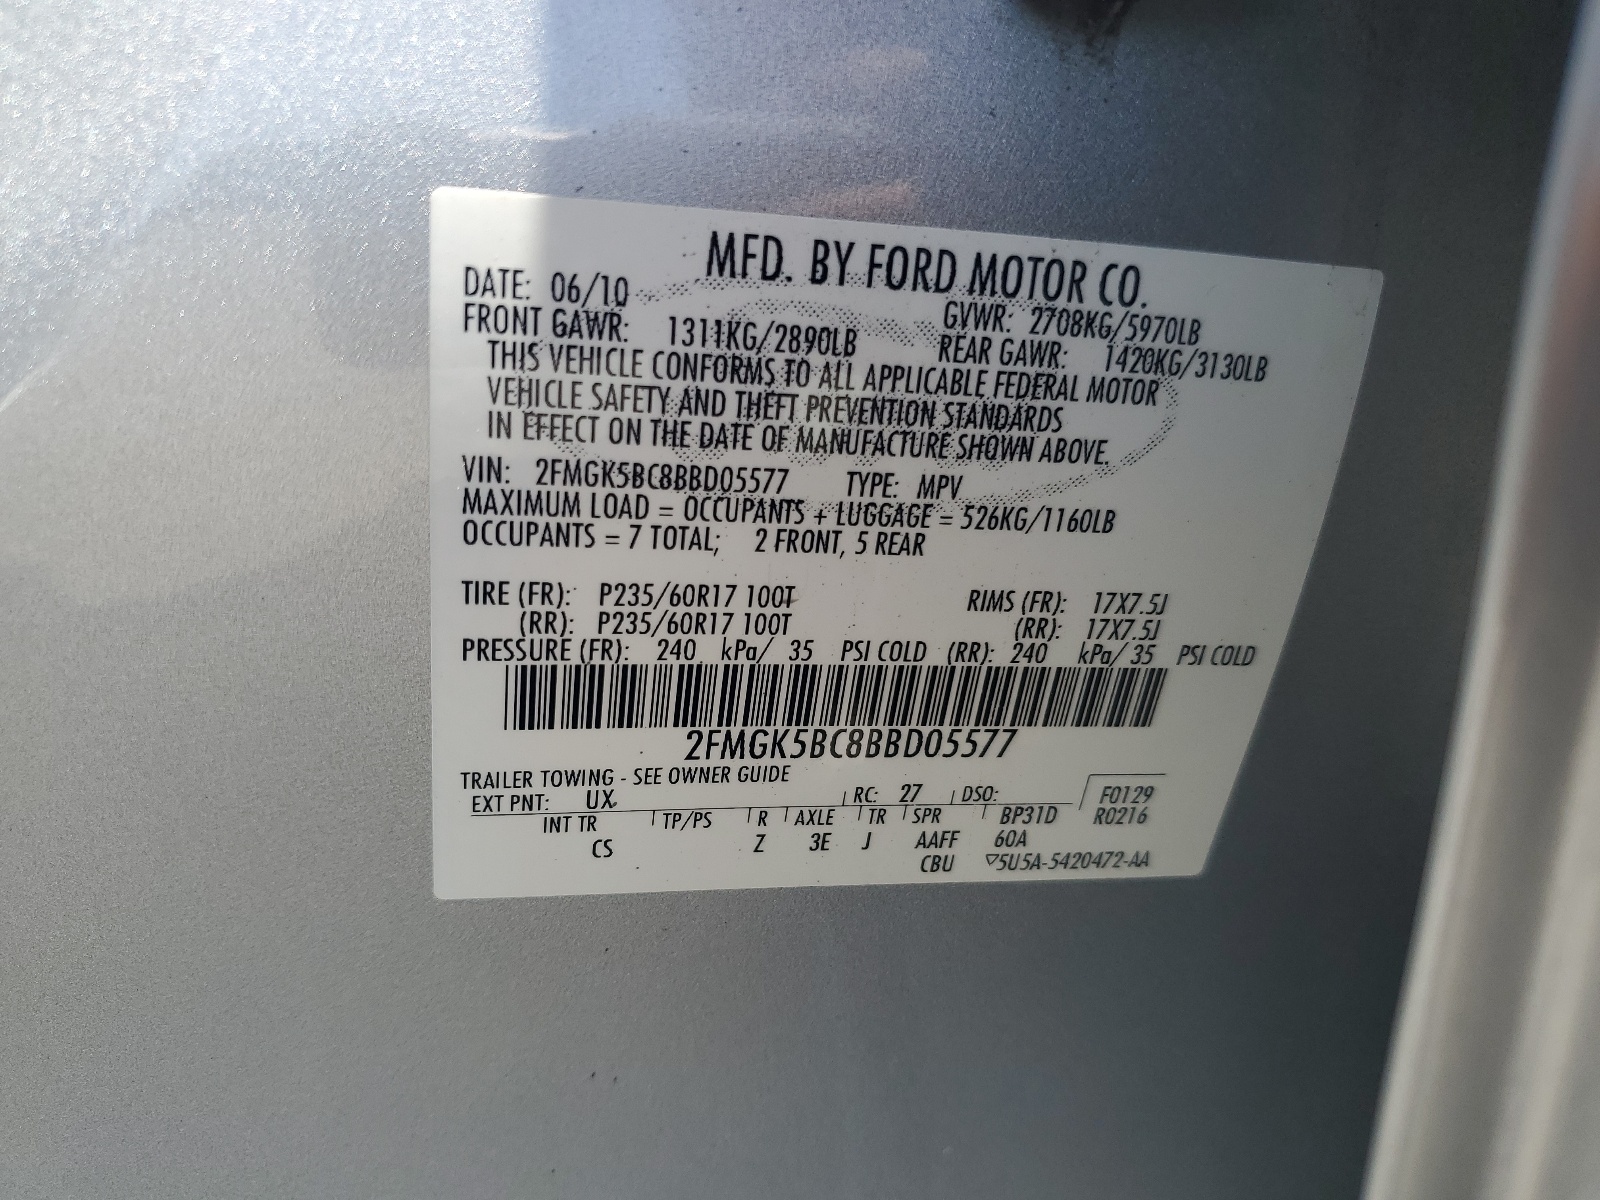 MFD. BY FORD MOTOR CO.
DATE: 06/10 GVWR: 2708KG/5970LB
FRONT GAWR: 1311KG/2890LB REAR GAWR: 1420KG/3130LB
THIS VEHICLE CONFORMS TO ALL APPLICABLE FEDERAL MOTOR
VEHICLE SAFETY AND THEFT PREVENTION STANDARDS
IN EFFECT ON THE DATE OF MANUFACTURE SHOWN ABOVE.
VIN: 2FMGK5BC8BBD05577 TYPE: MPV
MAXIMUM LOAD = OCCUPANTS + LUGGAGE = 526KG/1160LB
OCCUPANTS = 7 TOTAL; 2 FRONT, 5 REAR
TIRE (FR): P235/60R17 100T RIMS (FR): 17X7.5J
(RR): P235/60R17 100T (RR): 17X7.5J
PRESSURE (FR): 240 kPa/ 35 PSI COLD (RR): 240 kPa/ 35 PSI COLD
2FMGK5BC8BBD05577
TRAILER TOWING - SEE OWNER GUIDE
EXT PNT: UX RC: 27 DSO: F0129
INT TR TP/PS R AXLE TR SPR BP31D R0216
CS Z 3E J AAFF 60A
CBU ▽5U5A-5420472-AA